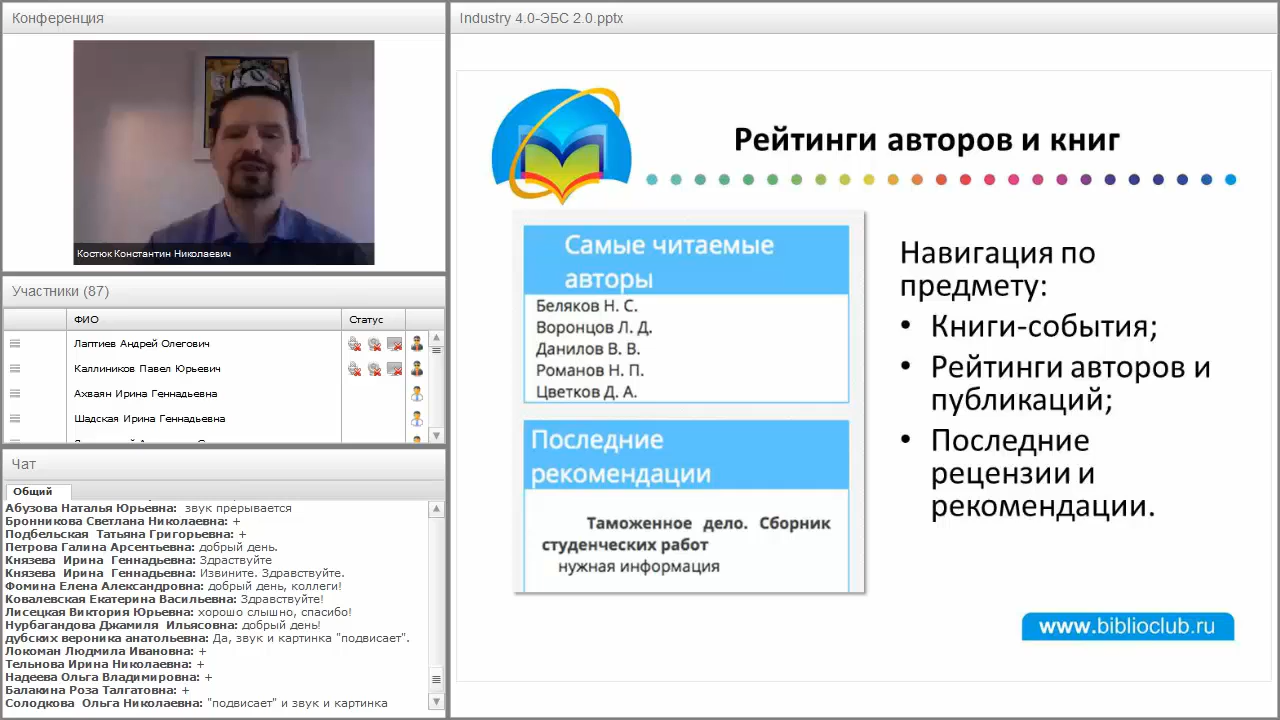 Конференция
Костюк Константин Николаевич
Участники (87)
ФИО
Статус
Лаптиев Андрей Олегович
Каллиников Павел Юрьевич
Ахваян Ирина Геннадьевна
Шадская Ирина Геннадьевна
Чат
Общий
Абузова Наталья Юрьевна: звук прерывается
Бронникова Светлана Николаевна: +
Подбельская Татьяна Григорьевна: +
Петрова Галина Арсентьевна: добрый день.
Князева Ирина Геннадьевна: Здраствуйте
Князева Ирина Геннадьевна: Извините. Здравствуйте.
Фомина Елена Александровна: добрый день, коллеги!
Ковалевская Екатерина Васильевна: Здравствуйте!
Лисецкая Виктория Юрьевна: хорошо слышно, спасибо!
Нурбагандова Джамиля Ильясовна: добрый день!
дубских вероника анатольевна: Да, звук и картинка "подвисает".
Локоман Людмила Ивановна: +
Тельнова Ирина Николаевна: +
Надеева Ольга Владимировна: +
Балакина Роза Талгатовна: +
Солодкова Ольга Николаевна: "подвисает" и звук и картинка
Industry 4.0-ЭБС 2.0.pptx
Рейтинги авторов и книг
Самые читаемые
авторы
Беляков Н. С.
Воронцов Л. Д.
Данилов В. В.
Романов Н. П.
Цветков Д. А.
Последние
рекомендации
Таможенное дело. Сборник
студенческих работ
нужная информация
Навигация по
предмету:
• Книги-события;
• Рейтинги авторов и
публикаций;
• Последние
рецензии и
рекомендации.
www.biblioclub.ru